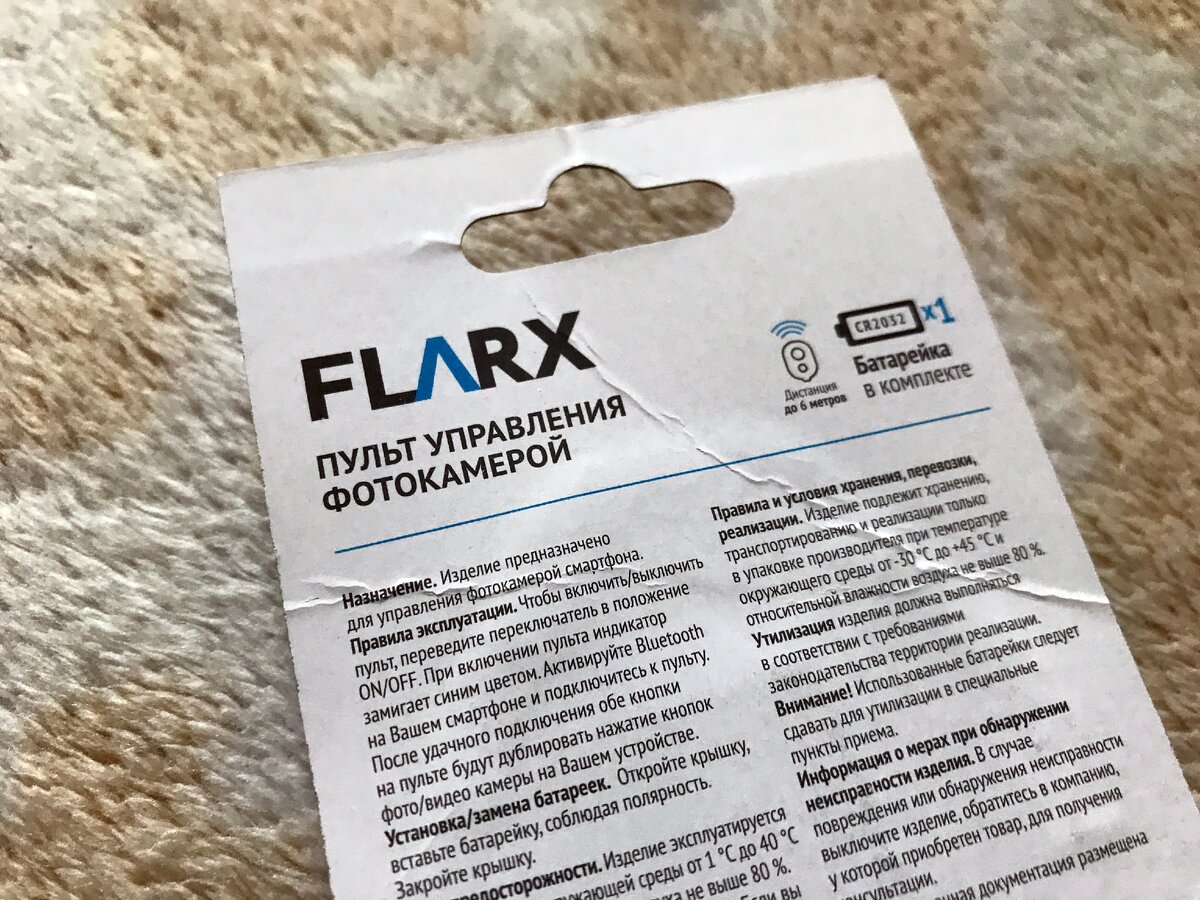 FLARX
ПУЛЬТ УПРАВЛЕНИЯ
ФОТОКАМЕРОЙ
Дистанция
до 6 метров
CR2032
x1
Батарейка
В КОМПЛЕКТЕ
Назначение. Изделие предназначено
для управления фотокамерой смартфона.
Правила эксплуатации. Чтобы включить/выключить
пульт, переведите переключатель в положение
ON/OFF. При включении пульта индикатор
замигает синим цветом. Активируйте Bluetooth
на Вашем смартфоне и подключитесь к пульту.
После удачного подключения обе кнопки
на пульте будут дублировать нажатие кнопок
фото/видео камеры на Вашем устройстве.
Установка/замена батареек. Откройте крышку,
вставьте батарейку, соблюдая полярность.
Закройте крышку.
Изделие эксплуатируется
среды от 1 °C до 40 °C
не выше 80 %.
Если вы
Правила и условия хранения, перевозки,
реализации. Изделие подлежит хранению,
транспортированию и реализации только
в упаковке производителя при температуре
окружающего среды от -30 °C до +45 °C и
относительной влажности воздуха не выше 80 %.
Утилизация изделия должна выполняться
в соответствии с требованиями
законодательства территории реализации.
Внимание! Использованные батарейки следует
сдавать для утилизации в специальные
пункты приема.
Информация о мерах при обнаружении
неиспрасности изделия. В случае
повреждения или обнаружения неисправности
выключите изделие, обратитесь в компанию,
у которой приобретен товар, для получения
документация размещена